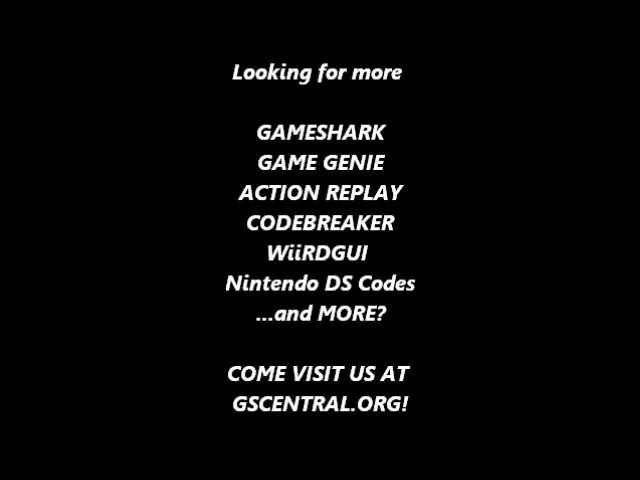 Looking for more
GAMESHARK
GAME GENIE
ACTION REPLAY
CODEBREAKER
WiiRDGUI
Nintendo DS Codes
...and MORE?
COME VISIT US AT
GSCENTRAL.ORG!